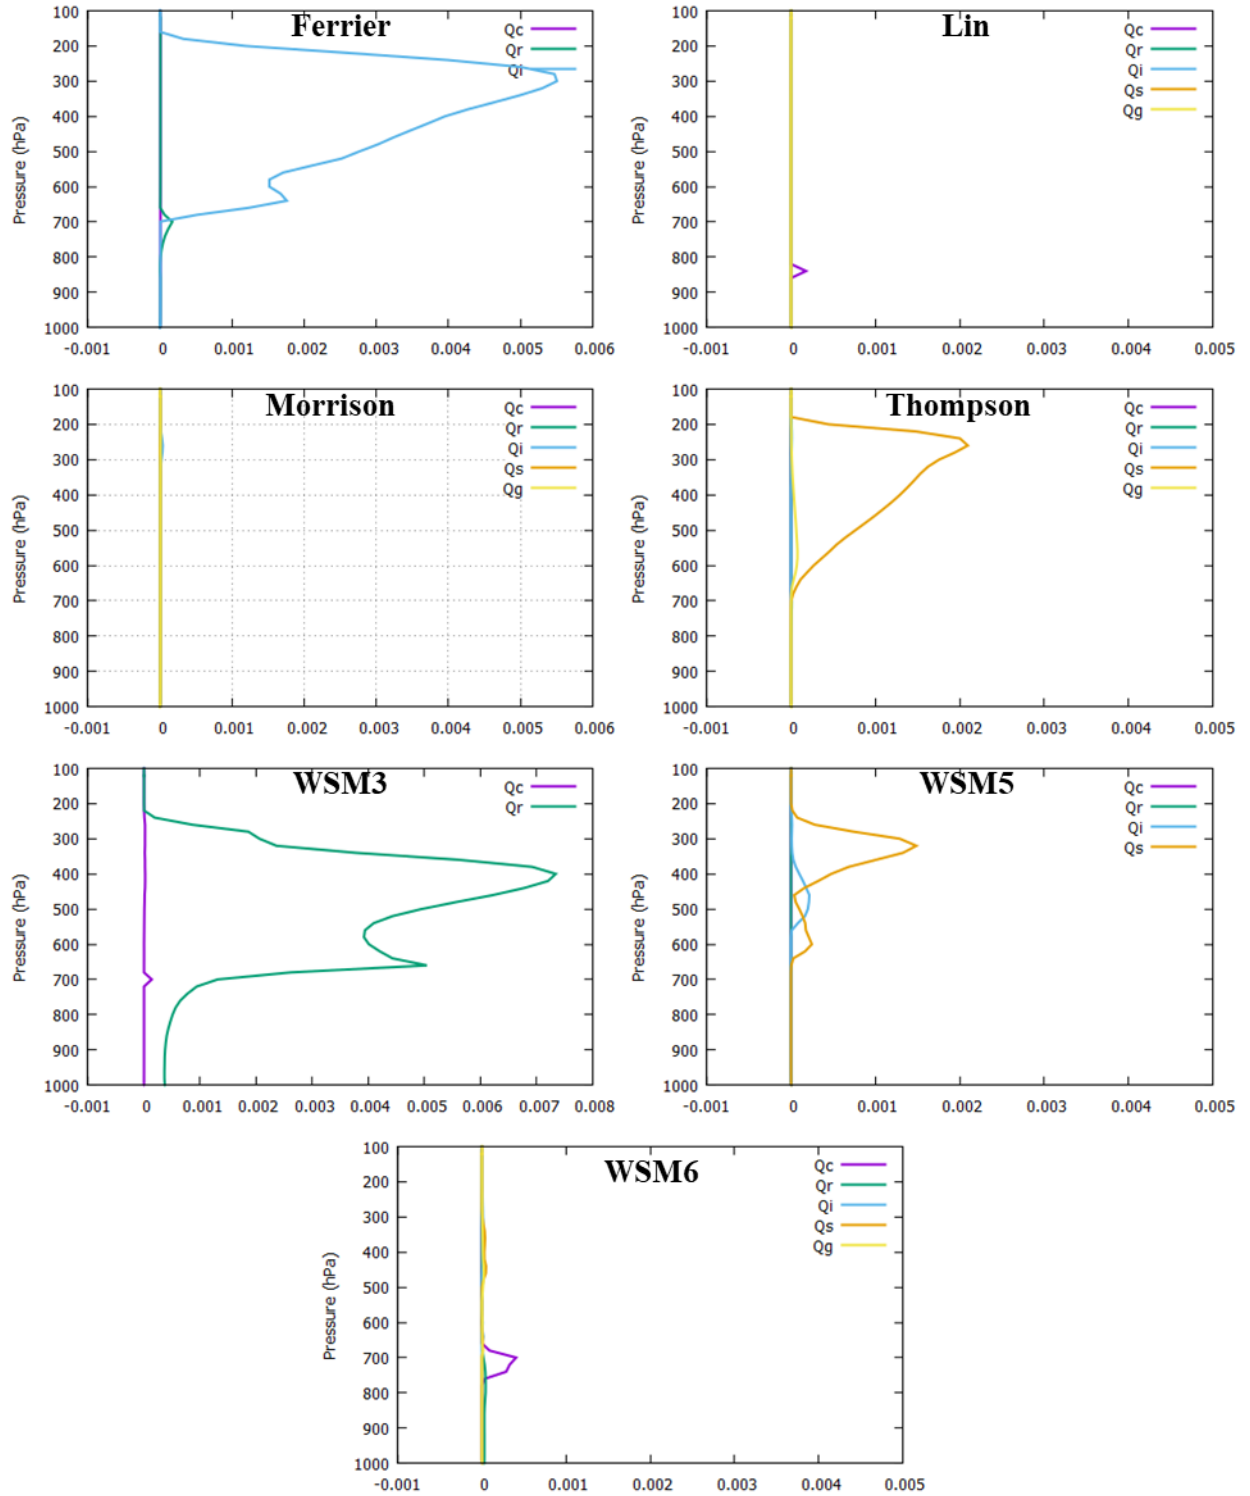 Ferrier
Qc
Qr
Qi
100
200
300
400
500
600
700
800
900
1000
Pressure (hPa)
-0.001 0 0.001 0.002 0.003 0.004 0.005 0.006
Lin
Qc
Qr
Qi
Qs
Qg
100
200
300
400
500
600
700
800
900
1000
Pressure (hPa)
-0.001 0 0.001 0.002 0.003 0.004 0.005
Morrison
Qc
Qr
Qi
Qs
Qg
100
200
300
400
500
600
700
800
900
1000
Pressure (hPa)
-0.001 0 0.001 0.002 0.003 0.004 0.005 0.006
Thompson
Qc
Qr
Qi
Qs
Qg
100
200
300
400
500
600
700
800
900
1000
Pressure (hPa)
-0.001 0 0.001 0.002 0.003 0.004 0.005
WSM3
Qc
Qr
100
200
300
400
500
600
700
800
900
1000
Pressure (hPa)
-0.001 0 0.001 0.002 0.003 0.004 0.005 0.006 0.007 0.008
WSM5
Qc
Qr
Qi
Qs
100
200
300
400
500
600
700
800
900
1000
Pressure (hPa)
-0.001 0 0.001 0.002 0.003 0.004 0.005
WSM6
Qc
Qr
Qi
Qs
Qg
100
200
300
400
500
600
700
800
900
1000
Pressure (hPa)
-0.001 0 0.001 0.002 0.003 0.004 0.005